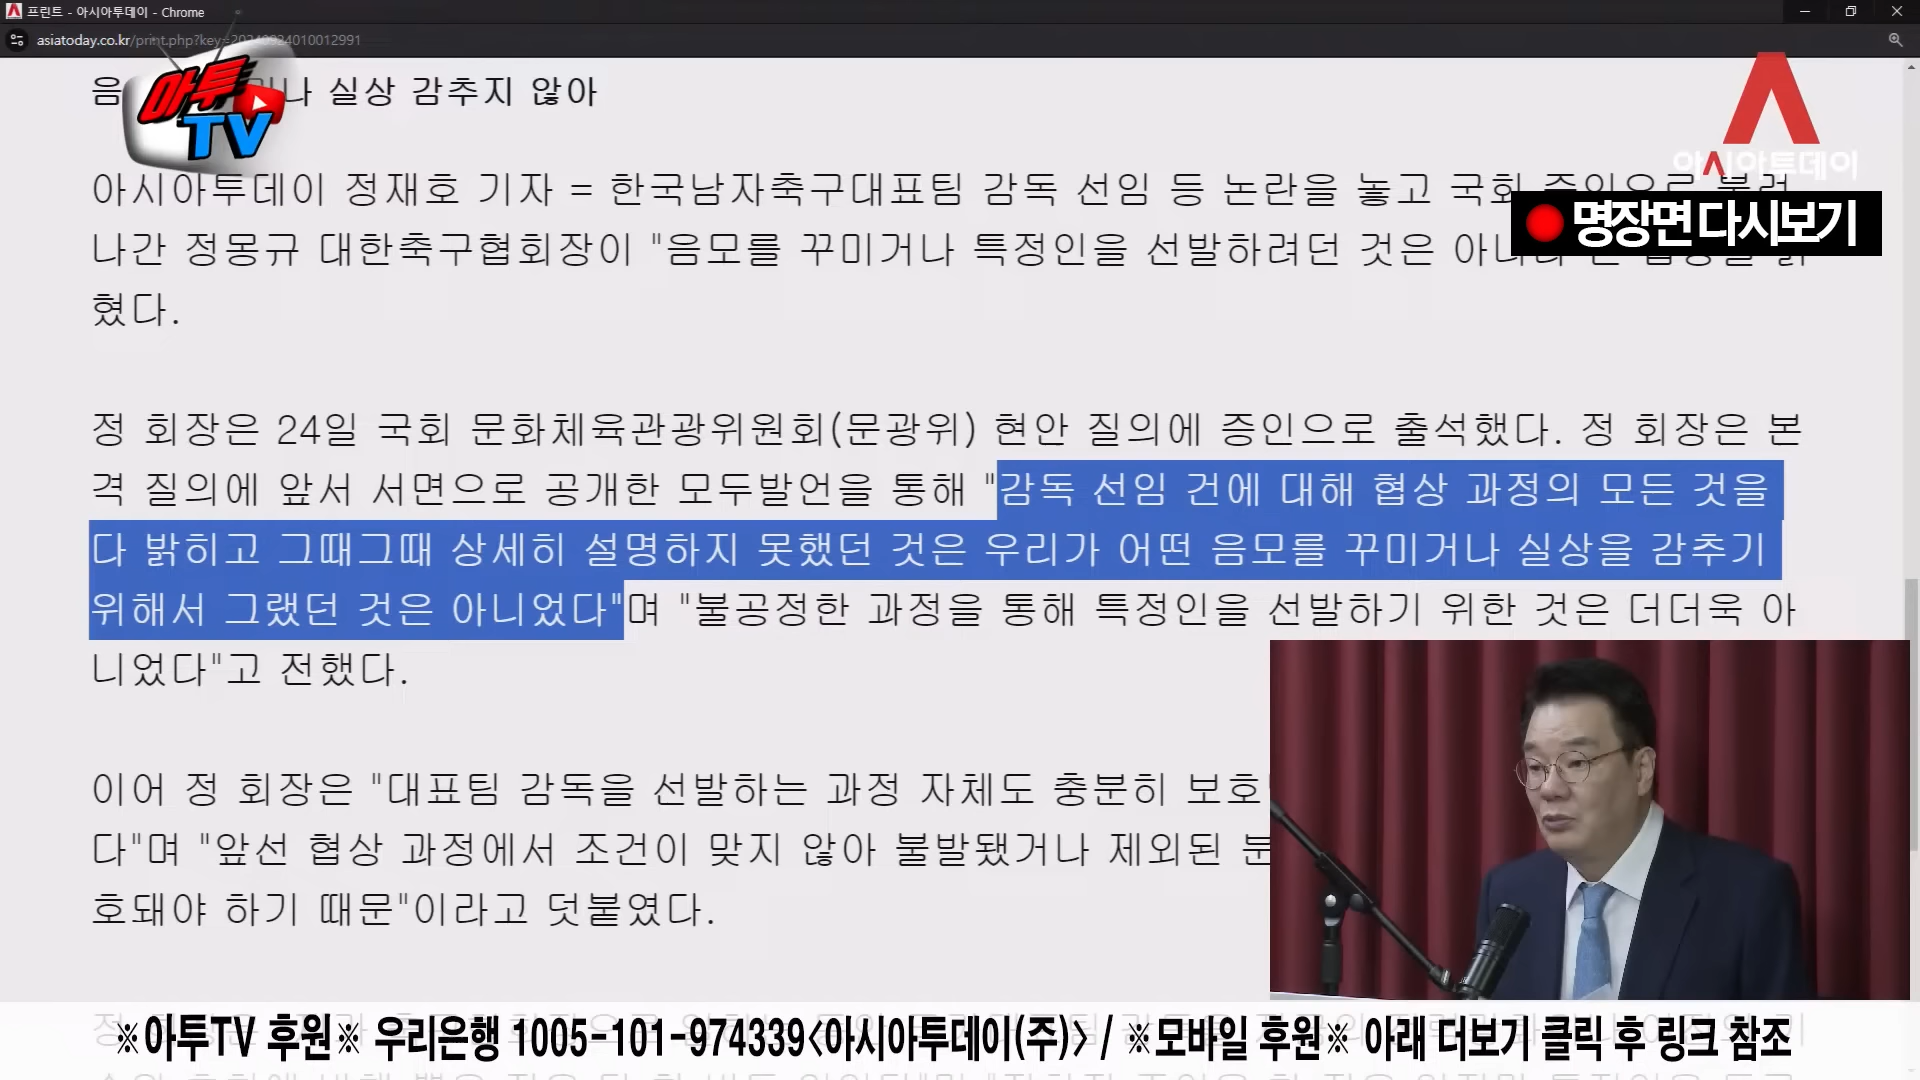 프린트 - 아시아투데이 - Chrome
asiatoday.co.kr/print.php?key=20240924010012991
아투
TV
아시아투데이
명장면 다시보기
실상 감추지 않아
아시아투데이 정재호 기자 = 한국남자축구대표팀 감독 선임 등 논란을 놓고 국회
나간 정몽규 대한축구협회장이 "음모를 꾸미거나 특정인을 선발하려던 것은
혔다.
정 회장은 24일 국회 문화체육관광위원회(문광위) 현안 질의에 증인으로 출석했다. 정 회장은 본
격 질의에 앞서 서면으로 공개한 모두발언을 통해 "감독 선임 건에 대해 협상 과정의 모든 것을
다 밝히고 그때그때 상세히 설명하지 못했던 것은 우리가 어떤 음모를 꾸미거나 실상을 감추기
위해서 그랬던 것은 아니었다"며 "불공정한 과정을 통해 특정인을 선발하기 위한 것은 더더욱 아
니었다"고 전했다.
이어 정 회장은 "대표팀 감독을 선발하는 과정 자체도 충분히 보호
다"며 "앞선 협상 과정에서 조건이 맞지 않아 불발됐거나 제외된
호돼야 하기 때문"이라고 덧붙였다.
※아투TV 후원※ 우리은행 1005-101-974339<아시아투데이(주)> / ※모바일 후원※ 아래 더보기 클릭 후 링크 참조